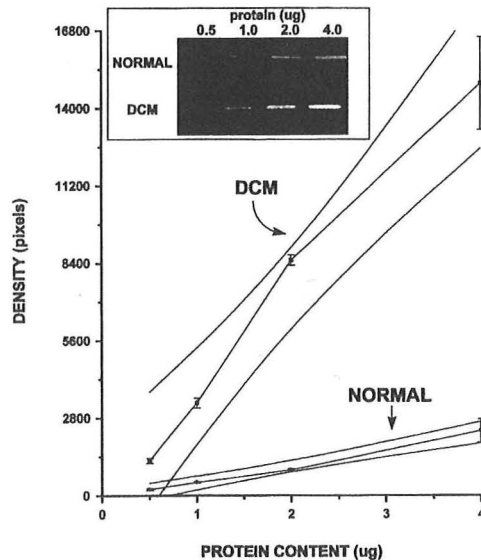 protein (ug)
0.5 1.0 2.0 4.0
NORMAL
DCM
16800
14000
11200
8400
5600
2800
0
DENSITY (pixels)
DCM
NORMAL
0 1 2 3 4
PROTEIN CONTENT (ug)